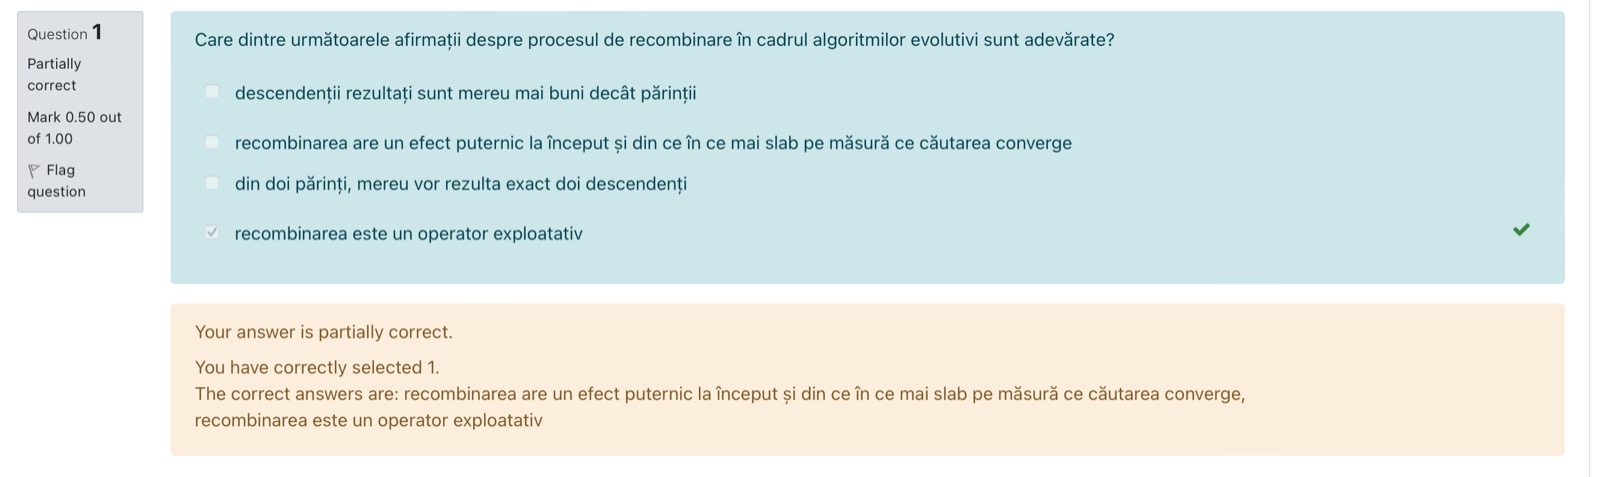 Question 1
Partially
correct
Mark 0.50 out
of 1.00
Flag
question
Care dintre următoarele afirmații despre procesul de recombinare în cadrul algoritmilor evolutivi sunt adevărate?
descendenții rezultați sunt mereu mai buni decât părinții
recombinarea are un efect puternic la început și din ce în ce mai slab pe măsură ce căutarea converge
din doi părinți, mereu vor rezulta exact doi descendenți
recombinarea este un operator exploatativ
Your answer is partially correct.
You have correctly selected 1.
The correct answers are: recombinarea are un efect puternic la început și din ce în ce mai slab pe măsură ce căutarea converge,
recombinarea este un operator exploatativ